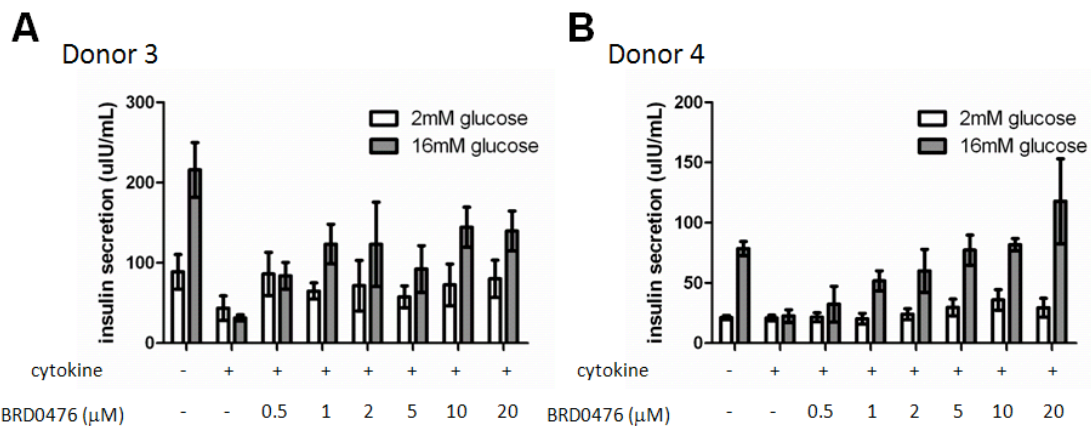 A
Donor 3
300
200
100
0
insulin secretion (uIU/mL)
2mM glucose
16mM glucose
cytokine - + + + + + + +
BRD0476 (μM) - - 0.5 1 2 5 10 20
B
Donor 4
200
150
100
50
0
insulin secretion (uIU/mL)
2mM glucose
16mM glucose
cytokine - + + + + + + +
BRD0476 (μM) - - 0.5 1 2 5 10 20